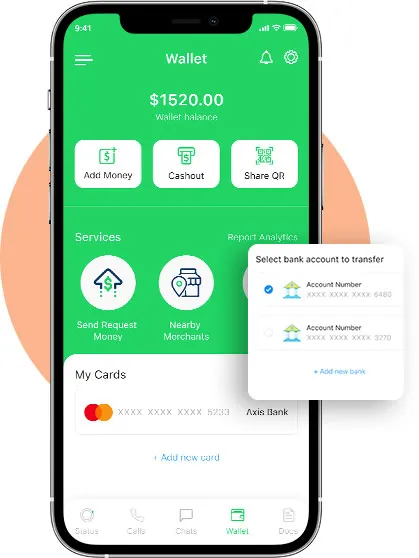 9:41
Wallet
$1520.00
Wallet balance
Add Money
Cashout
Share QR
Services
Report Analytics
Send Request
Money
Nearby
Merchants
Select bank account to transfer
Account Number
XXXX XXXX XXXX 6480
Account Number
XXXX XXXX XXXX 3270
+ Add new bank
My Cards
XXXX XXXX XXXX 5233
Axis Bank
+ Add new card
Status
Calls
Chats
Wallet
Docs